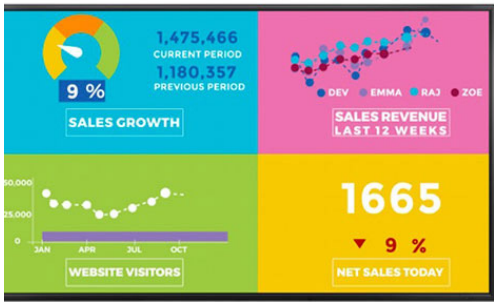 1,475,466
CURRENT PERIOD
1,180,357
PREVIOUS PERIOD
9 %
SALES GROWTH
DEV EMMA RAJ ZOE
SALES REVENUE
LAST 12 WEEKS
50,000
25.000
0
JAN APR JUL OCT
WEBSITE VISITORS
1665
▼ 9 %
NET SALES TODAY